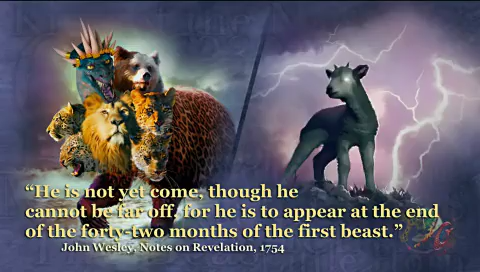 “He is not yet come, though he
cannot be far off, for he is to appear at the end
of the forty-two months of the first beast.”
John Wesley, Notes on Revelation, 1754